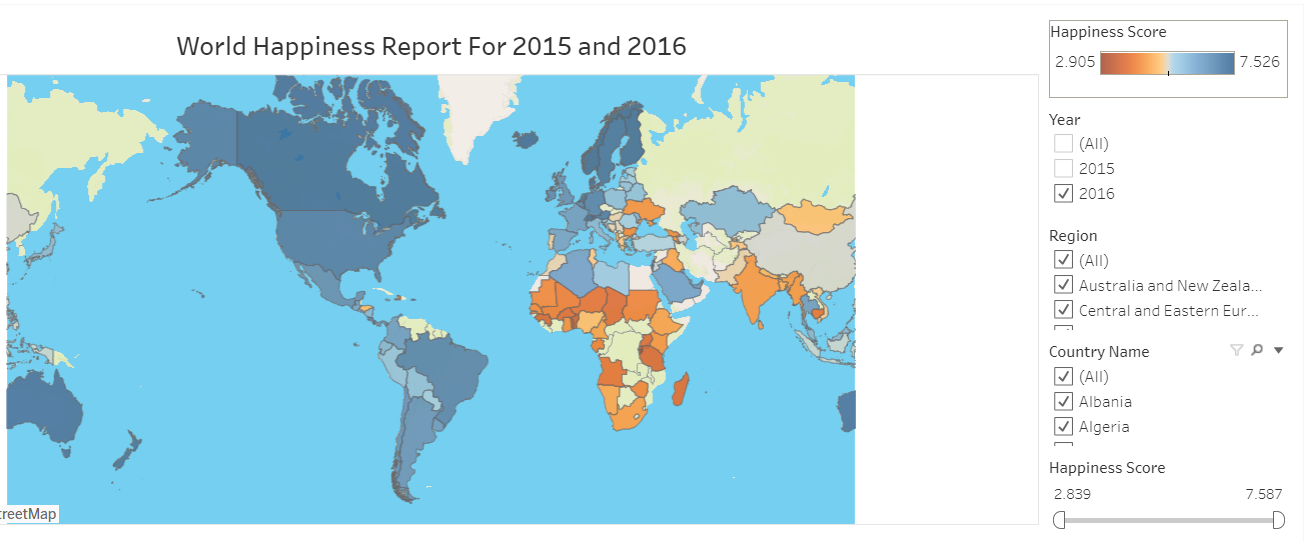 World Happiness Report For 2015 and 2016
Happiness Score
2.905 7.526
Year
(All)
2015
2016
Region
(All)
Australia and New Zeala...
Central and Eastern Eur...
Country Name
(All)
Albania
Algeria
Happiness Score
2.839 7.587
treetMap